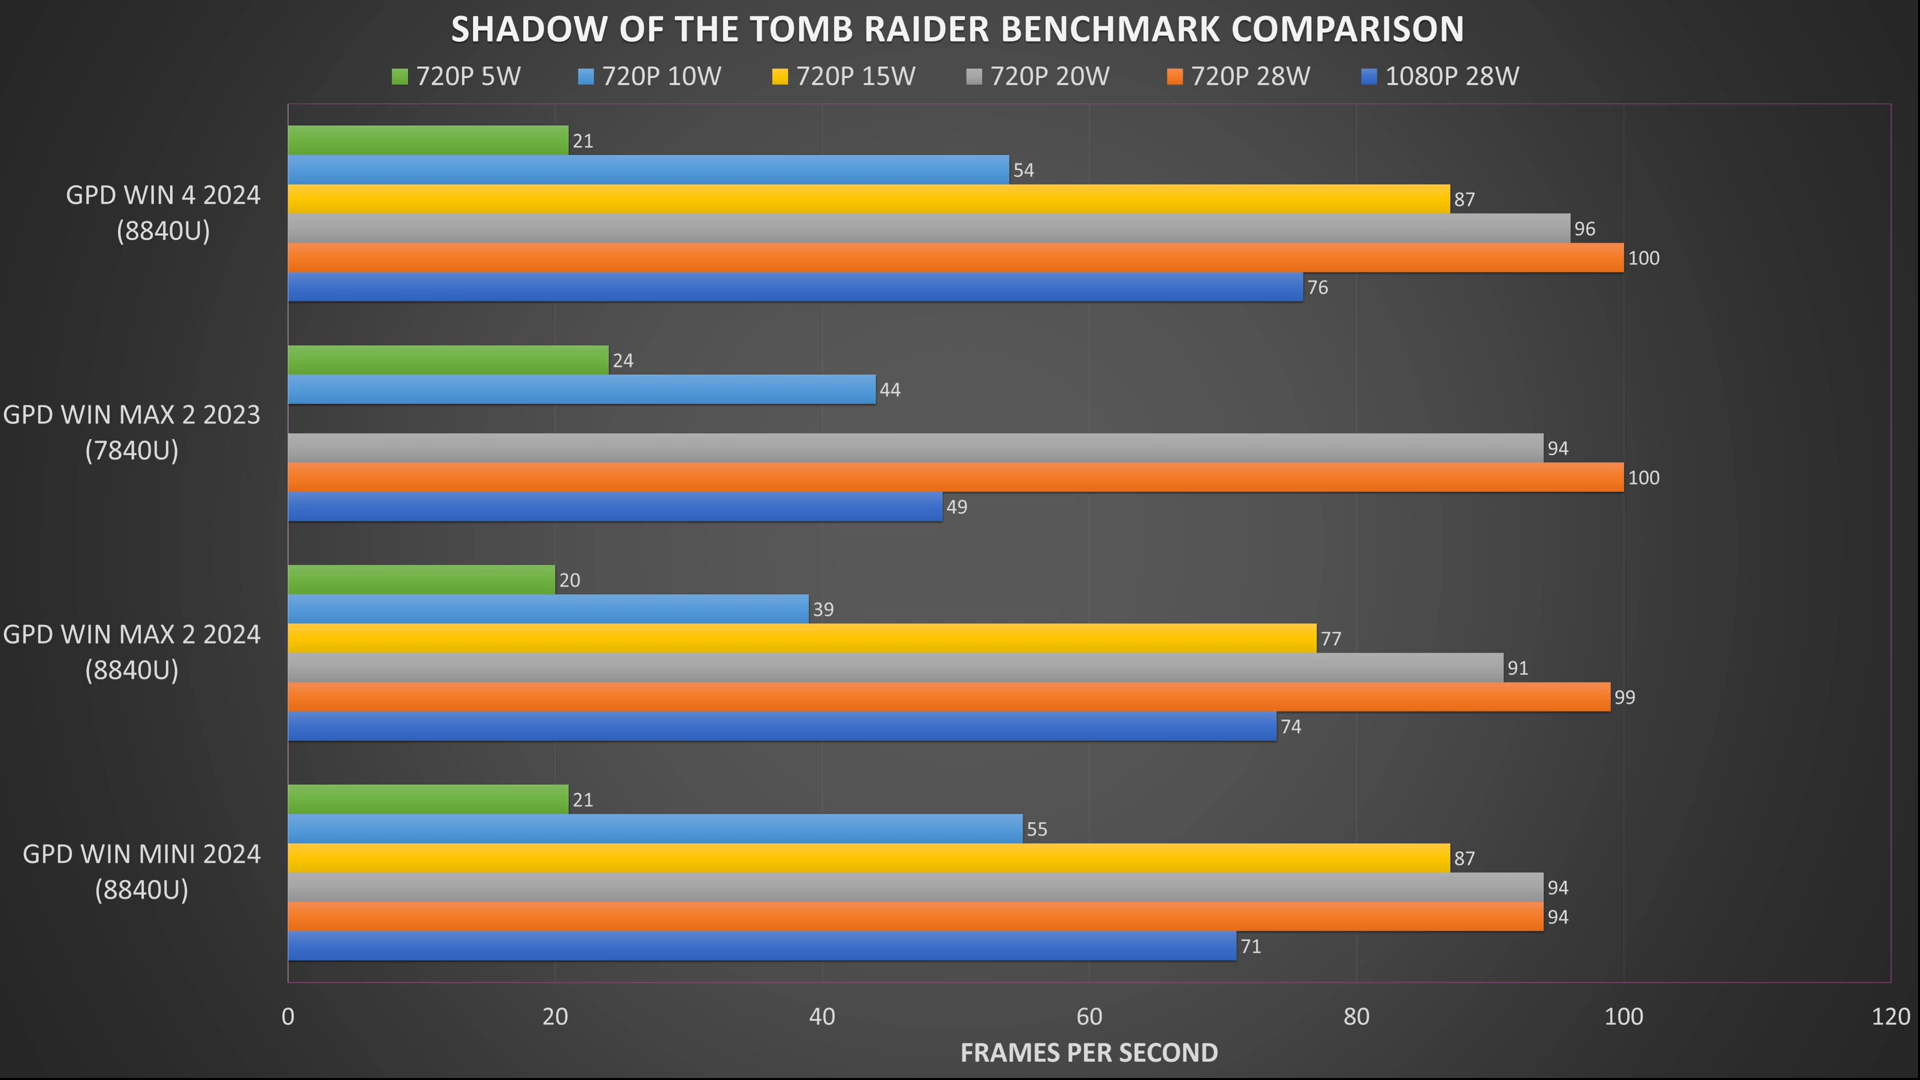 SHADOW OF THE TOMB RAIDER BENCHMARK COMPARISON
720P 5W 720P 10W 720P 15W 720P 20W 720P 28W 1080P 28W
GPD WIN 4 2024
(8840U)
21
54
87
96
100
76
GPD WIN MAX 2 2023
(7840U)
24
44
94
100
49
GPD WIN MAX 2 2024
(8840U)
20
39
77
91
99
74
GPD WIN MINI 2024
(8840U)
21
55
87
94
94
71
0 20 40 60 80 100 120
FRAMES PER SECOND